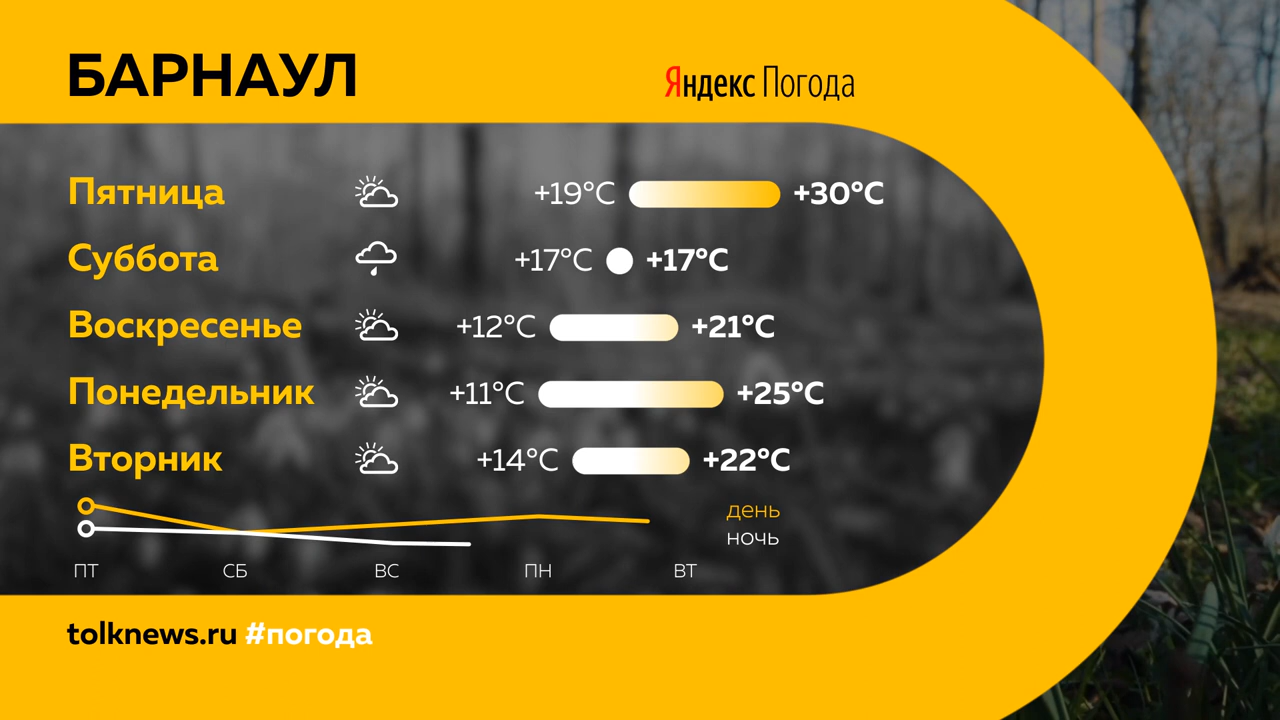 БАРНАУЛ
Яндекс Погода
Пятница +19°C +30°C
Суббота +17°C +17°C
Воскресенье +12°C +21°C
Понедельник +11°C +25°C
Вторник +14°C +22°C
день
ночь
ПТ СБ ВС ПН ВТ
tolknews.ru #погода